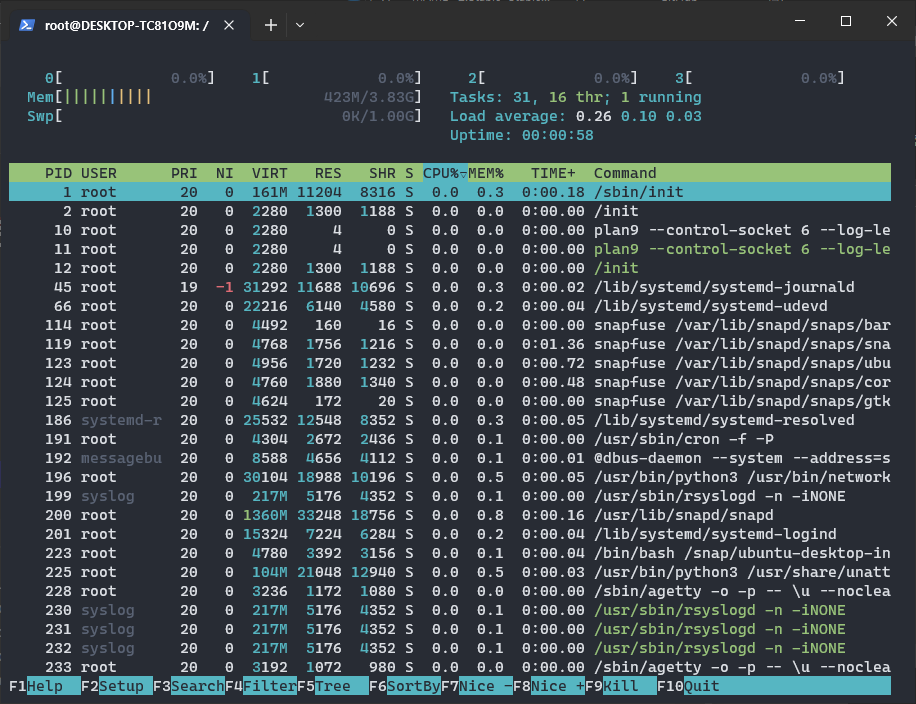 root@DESKTOP-TC81O9M: /
0[ 0.0%] 1[ 0.0%] 2[ 0.0%] 3[ 0.0%]
Mem[|||||||||| 423M/3.83G] Tasks: 31, 16 thr; 1 running
Swp[ 0K/1.00G] Load average: 0.26 0.10 0.03
Uptime: 00:00:58
PID USER PRI NI VIRT RES SHR S CPU%▽MEM% TIME+ Command
1 root 20 0 161M 11204 8316 S 0.0 0.3 0:00.18 /sbin/init
2 root 20 0 2280 1300 1188 S 0.0 0.0 0:00.00 /init
10 root 20 0 2280 4 0 S 0.0 0.0 0:00.00 plan9 --control-socket 6 --log-le
11 root 20 0 2280 4 0 S 0.0 0.0 0:00.00 plan9 --control-socket 6 --log-le
12 root 20 0 2280 1300 1188 S 0.0 0.0 0:00.00 /init
45 root 19 -1 31292 11688 10696 S 0.0 0.3 0:00.02 /lib/systemd/systemd-journald
66 root 20 0 22216 6140 4580 S 0.0 0.2 0:00.04 /lib/systemd/systemd-udevd
114 root 20 0 4492 160 16 S 0.0 0.0 0:00.00 snapfuse /var/lib/snapd/snaps/bar
119 root 20 0 4768 1756 1216 S 0.0 0.0 0:01.36 snapfuse /var/lib/snapd/snaps/sna
123 root 20 0 4956 1720 1232 S 0.0 0.0 0:00.72 snapfuse /var/lib/snapd/snaps/ubu
124 root 20 0 4760 1880 1340 S 0.0 0.0 0:00.48 snapfuse /var/lib/snapd/snaps/cor
125 root 20 0 4624 172 20 S 0.0 0.0 0:00.00 snapfuse /var/lib/snapd/snaps/gtk
186 systemd-r 20 0 25532 12548 8352 S 0.0 0.3 0:00.05 /lib/systemd/systemd-resolved
191 root 20 0 4304 2672 2436 S 0.0 0.1 0:00.00 /usr/sbin/cron -f -P
192 messagebu 20 0 8588 4656 4112 S 0.0 0.1 0:00.01 @dbus-daemon --system --address=s
196 root 20 0 30104 18988 10196 S 0.0 0.5 0:00.05 /usr/bin/python3 /usr/bin/network
199 syslog 20 0 217M 5176 4352 S 0.0 0.1 0:00.00 /usr/sbin/rsyslogd -n -iNONE
200 root 20 0 1360M 33248 18756 S 0.0 0.8 0:00.16 /usr/lib/snapd/snapd
201 root 20 0 15324 7224 6284 S 0.0 0.2 0:00.04 /lib/systemd/systemd-logind
223 root 20 0 4780 3392 3156 S 0.0 0.1 0:00.04 /bin/bash /snap/ubuntu-desktop-in
225 root 20 0 104M 21048 12940 S 0.0 0.5 0:00.03 /usr/bin/python3 /usr/share/unatt
228 root 20 0 3236 1172 1080 S 0.0 0.0 0:00.00 /sbin/agetty -o -p -- \u --noclea
230 syslog 20 0 217M 5176 4352 S 0.0 0.1 0:00.00 /usr/sbin/rsyslogd -n -iNONE
231 syslog 20 0 217M 5176 4352 S 0.0 0.1 0:00.00 /usr/sbin/rsyslogd -n -iNONE
232 syslog 20 0 217M 5176 4352 S 0.0 0.1 0:00.00 /usr/sbin/rsyslogd -n -iNONE
233 root 20 0 3192 1072 980 S 0.0 0.0 0:00.00 /sbin/agetty -o -p -- \u --noclea
F1Help F2Setup F3SearchF4FilterF5Tree F6SortByF7Nice -F8Nice +F9Kill F10Quit